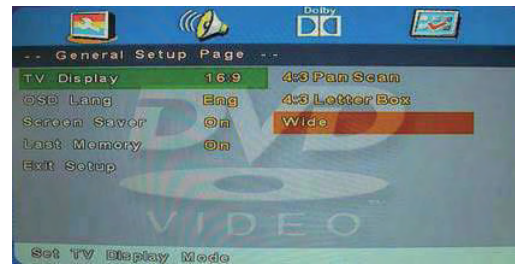 Dolby
-- General Setup Page --
TV Display 16:9 4:3 Pan Scan
OSD Lang Eng 4:3 Letter Box
Screen Saver On Wide
Last Memory On
Exit Setup
DVD
VIDEO
Set TV Display Mode